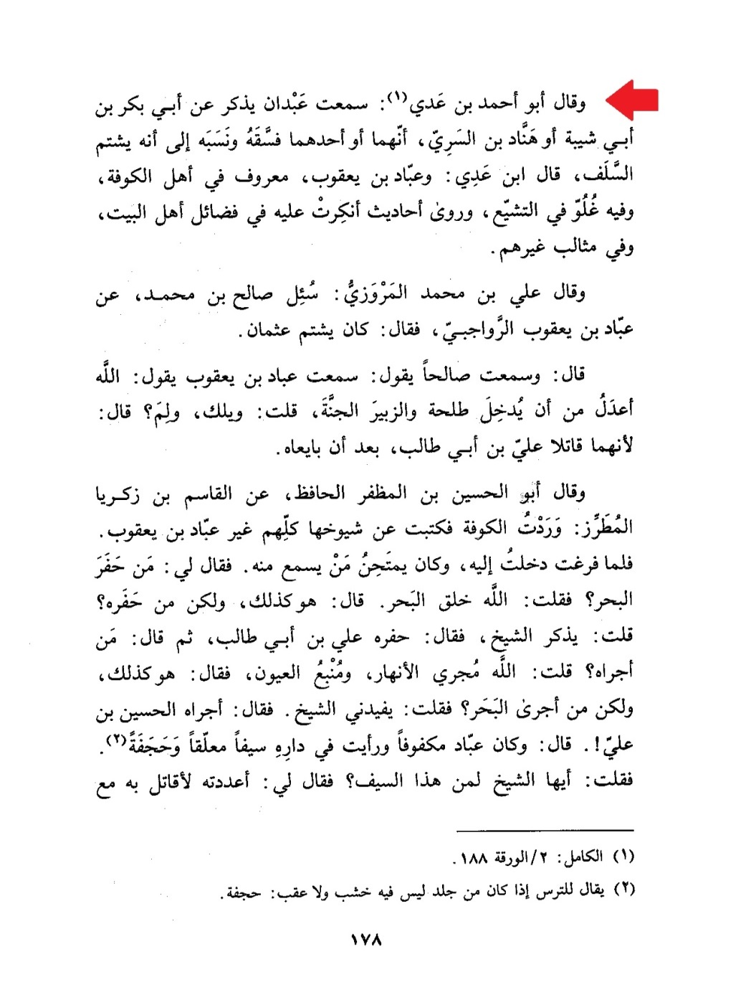 وقال أبو أحمد بن عَدي(١): سمعت عَبْدان يذكر عن أبي بكر بن
أبي شيبة أو هَنَّاد بن السَرِيّ، أنّهما أو أحدهما فسَّقَهُ ونَسَبَه إلى أنه يشتم
السَّلَف، قال ابن عَدِي: وعبّاد بن يعقوب، معروف في أهل الكوفة،
وفيه غُلُوّ في التشيّع، وروىٰ أحاديث أنكِرتْ عليه في فضائل أهل البيت،
وفي مثالب غيرهم.
وقال علي بن محمد المَرْوَزيُّ: سُئِل صالح بن محمد، عن
عبّاد بن يعقوب الرَّواجبيّ، فقال: كان يشتم عثمان.
قال: وسمعت صالحاً يقول: سمعت عباد بن يعقوب يقول: اللَّه
أعدَلُ من أن يُدخِلَ طلحة والزبيرَ الجنَّةَ، قلت: ويلك، ولِمَ؟ قال:
لأنهما قاتلا عليّ بن أبي طالب، بعد أن بايعاه.
وقال أبو الحسين بن المظفر الحافظ، عن القاسم بن زكريا
المُطَرِّز: وَرَدْتُ الكوفة فكتبت عن شيوخها كلِّهم غير عبّاد بن يعقوب.
فلما فرغت دخلتُ إليه، وكان يمتَحِنُ مَنْ يسمع منه. فقال لي: مَن حَفَرَ
البحر؟ فقلت: اللَّه خلق البَحر. قال: هو كذلك، ولكن من حَفَره؟
قلت: يذكر الشيخ، فقال: حفره علي بن أبي طالب، ثم قال: مَن
أجراه؟ قلت: اللَّه مُجري الأنهار، ومُنْبعُ العيون، فقال: هو كذلك،
ولكن من أجرىٰ البَحَر؟ فقلت: يفيدني الشيخ. فقال: أجراه الحسين بن
عليّ!. قال: وكان عبّاد مكفوفاً ورأيت في دارِهِ سيفاً معلّقاً وَحَجَفَةً(٢).
فقلت: أيها الشيخ لمن هذا السيف؟ فقال لي: أعددته لأقاتل به مع
(١) الكامل: ٢/الورقة ١٨٨.
(٢) يقال للترس إذا كان من جلد ليس فيه خشب ولا عقب: حجفة.
١٧٨